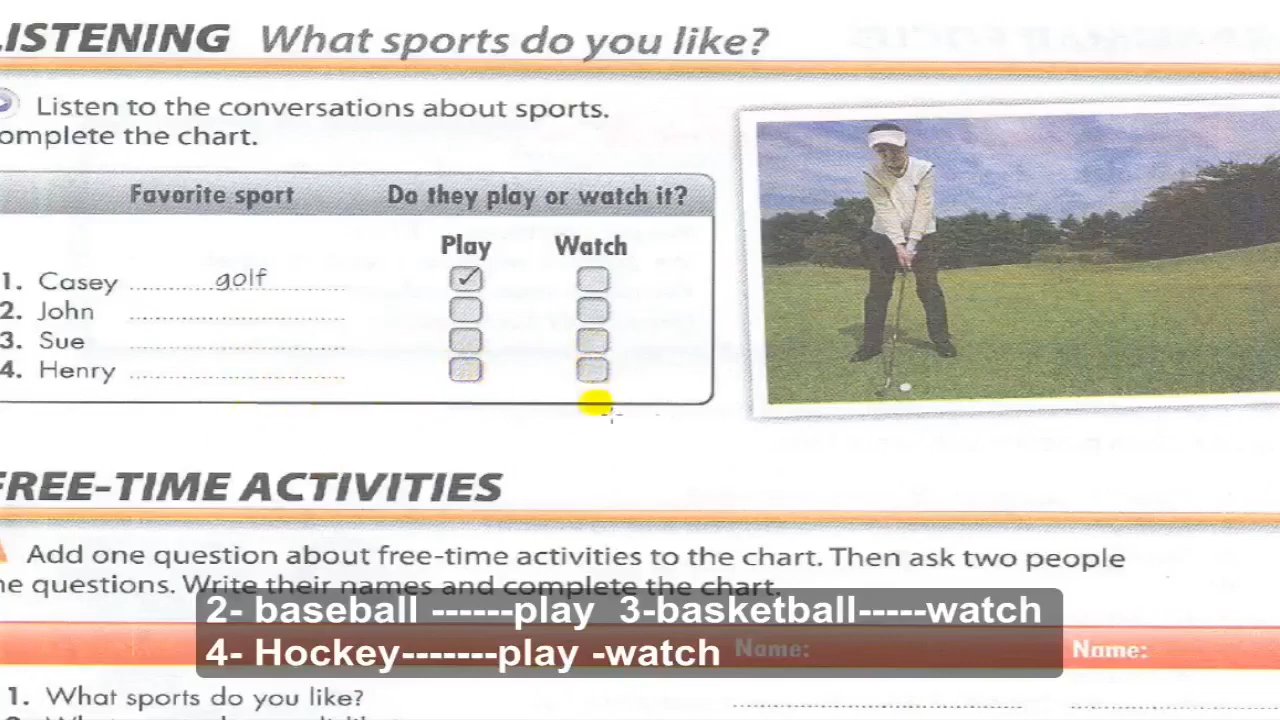 LISTENING What sports do you like?
Listen to the conversations about sports.
omplete the chart.
Favorite sport Do they play or watch it?
Play Watch
1. Casey golf ✓
2. John
3. Sue
4. Henry
FREE-TIME ACTIVITIES
A Add one question about free-time activities to the chart. Then ask two people
he questions. Write their names and complete the chart.
2- baseball ------play 3-basketball-----watch
4- Hockey-------play -watch
Name: Name:
1. What sports do you like?